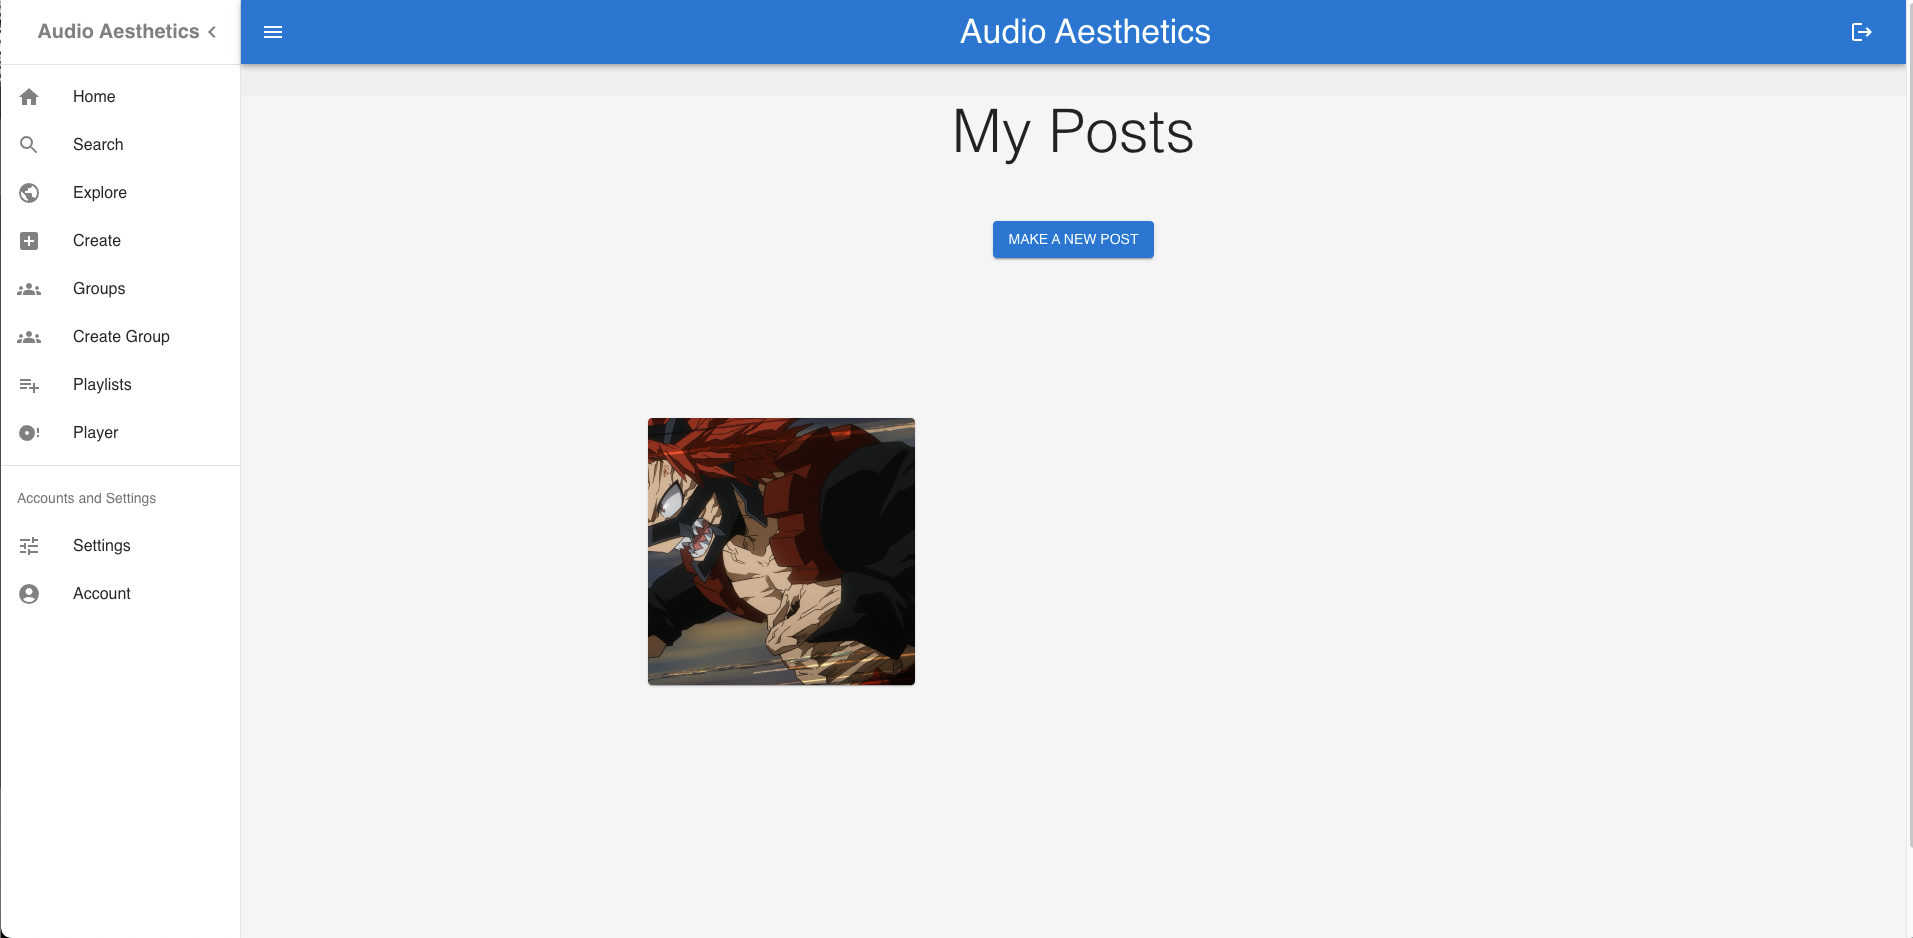 Audio Aesthetics
Home
Search
Explore
Create
Groups
Create Group
Playlists
Player
Accounts and Settings
Settings
Account
Audio Aesthetics
My Posts
MAKE A NEW POST